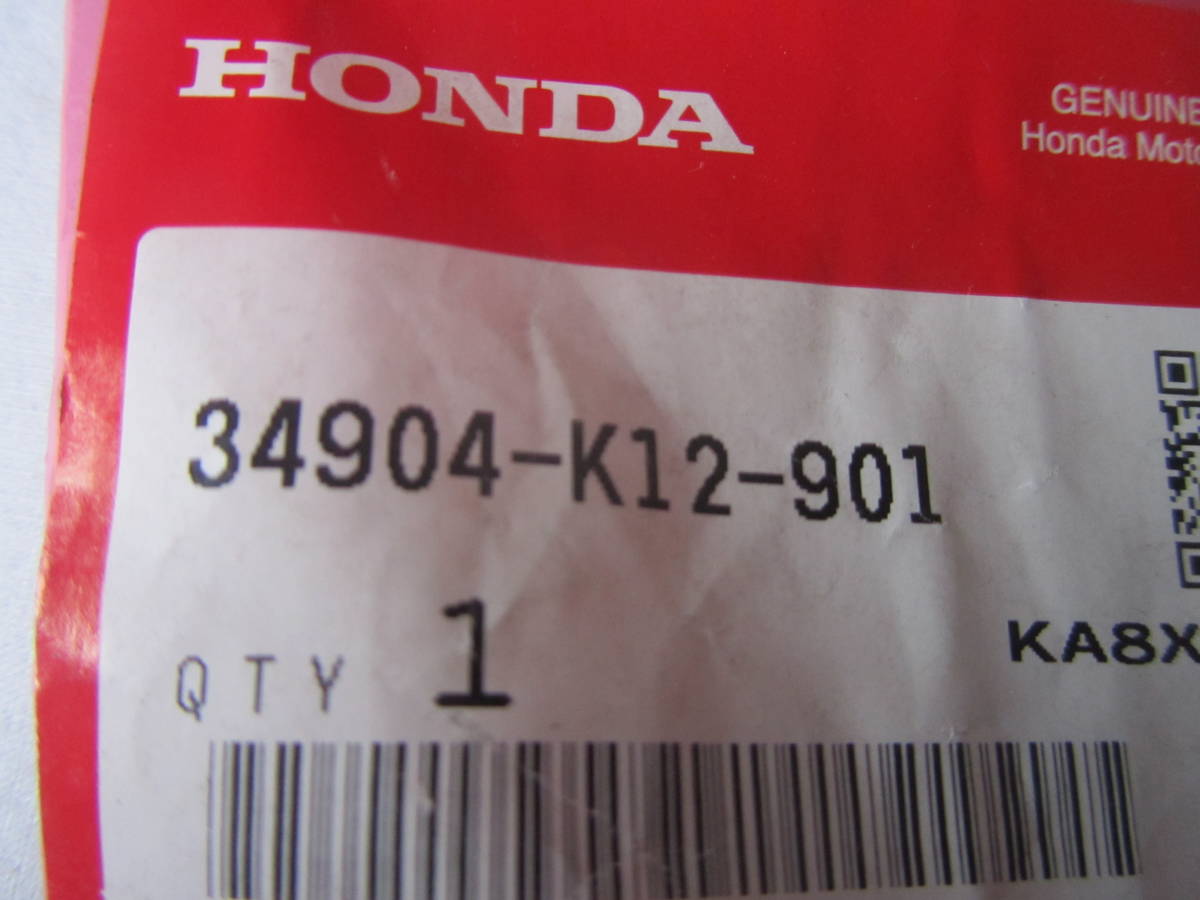 HONDA
GENUINE
Honda Moto
34904-K12-901
KA8X
QTY 1